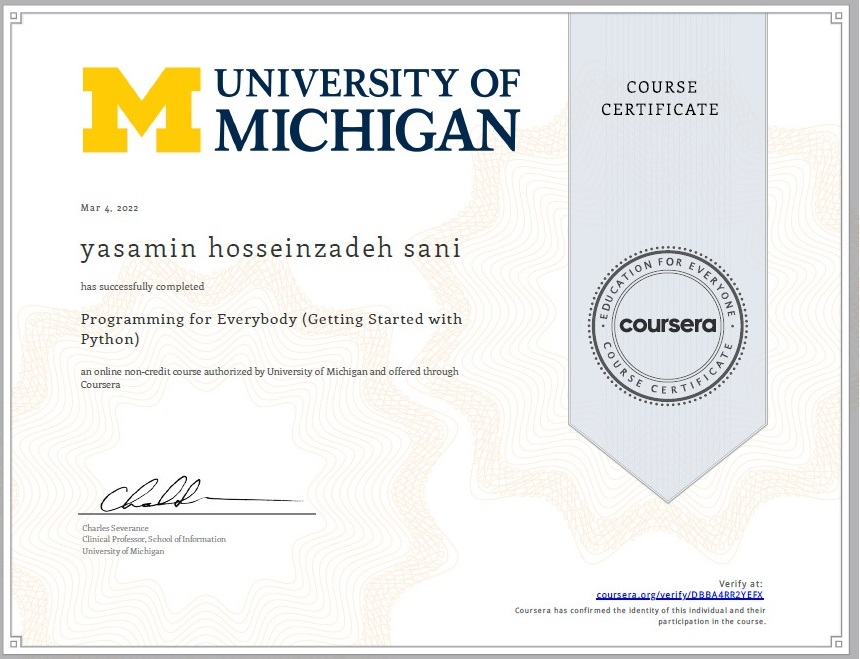 UNIVERSITY OF
MICHIGAN
COURSE
CERTIFICATE
Mar 4, 2022
yasamin hosseinzadeh sani
has successfully completed
Programming for Everybody (Getting Started with
Python)
an online non-credit course authorized by University of Michigan and offered through
Coursera
EDUCATION FOR EVERYONE
coursera
COURSE CERTIFICATE
Charles Severance
Clinical Professor, School of Information
University of Michigan
Verify at:
coursera.org/verify/DBBA4RR2YEFX
Coursera has confirmed the identity of this individual and their
participation in the course.